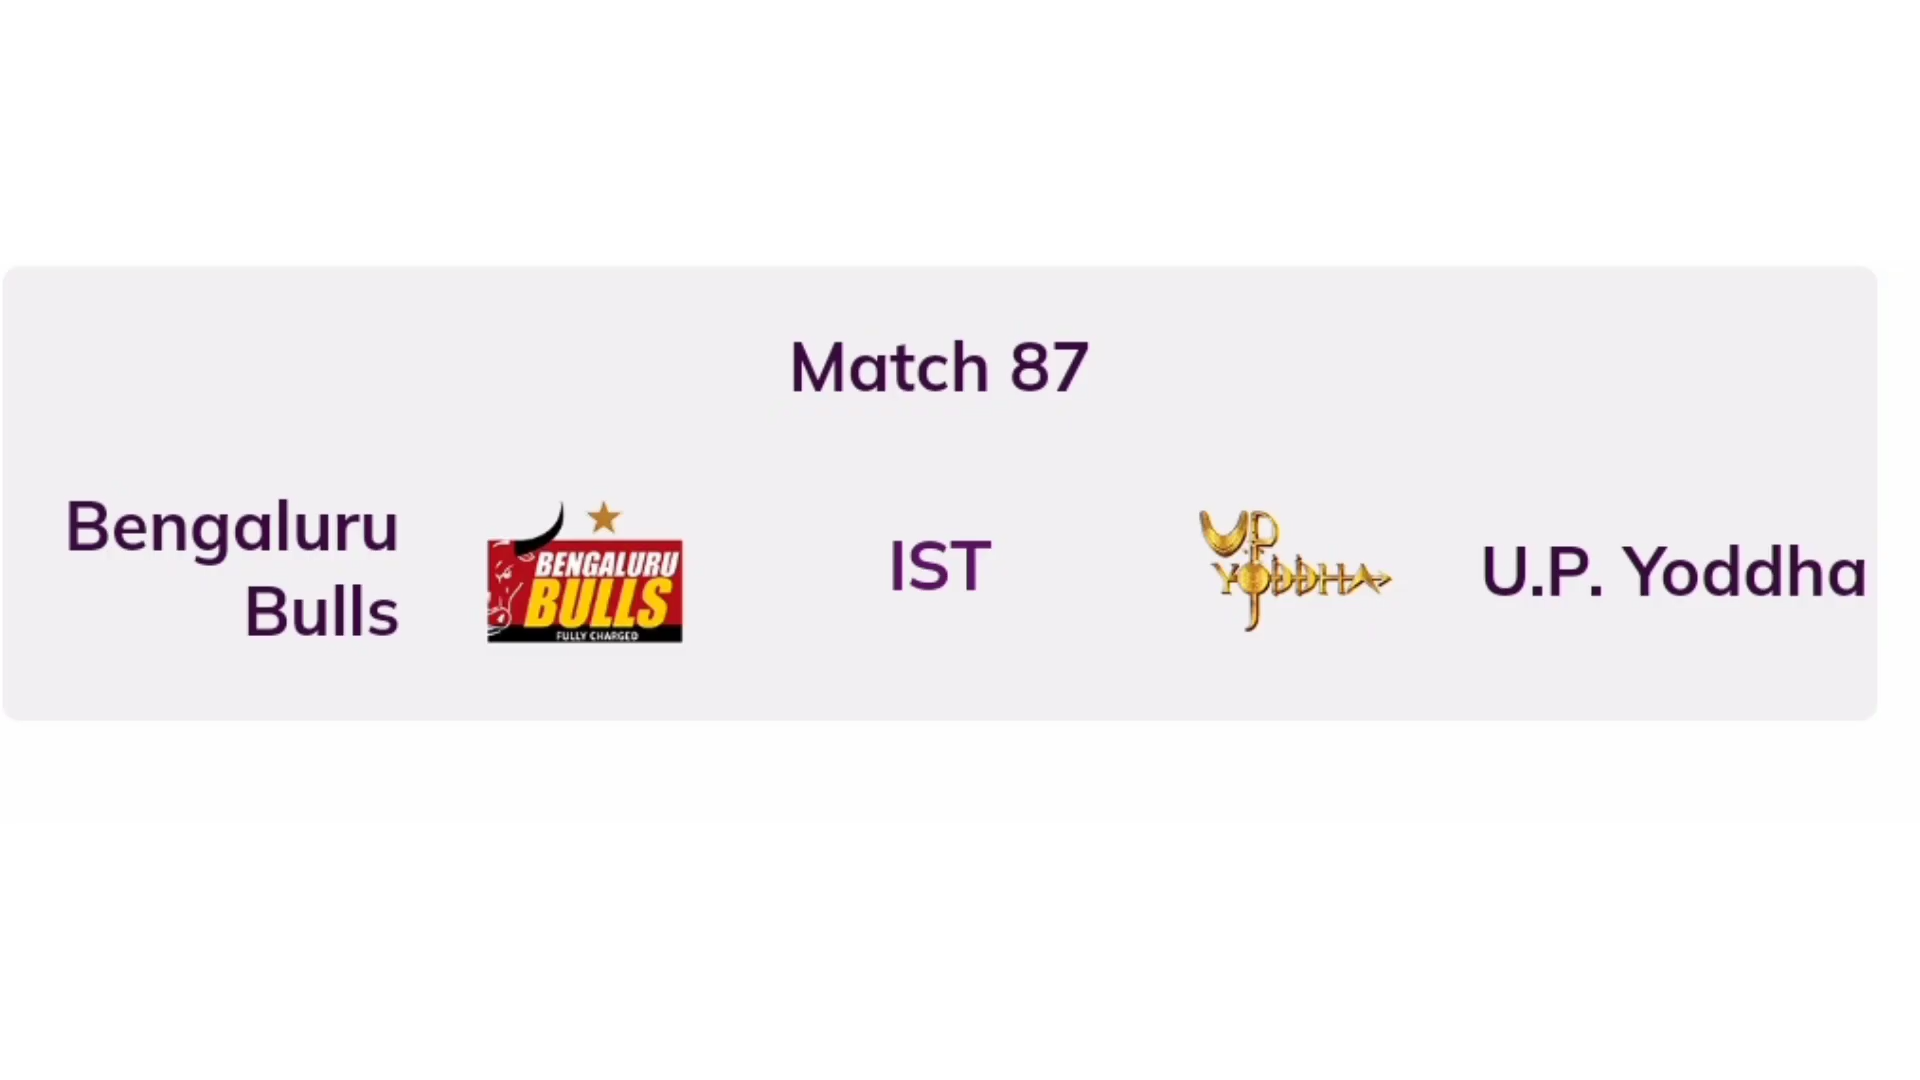 Match 87
Bengaluru
Bulls
BENGALURU
BULLS
FULLY CHARGED
IST
UP
YODDHA
U.P. Yoddha